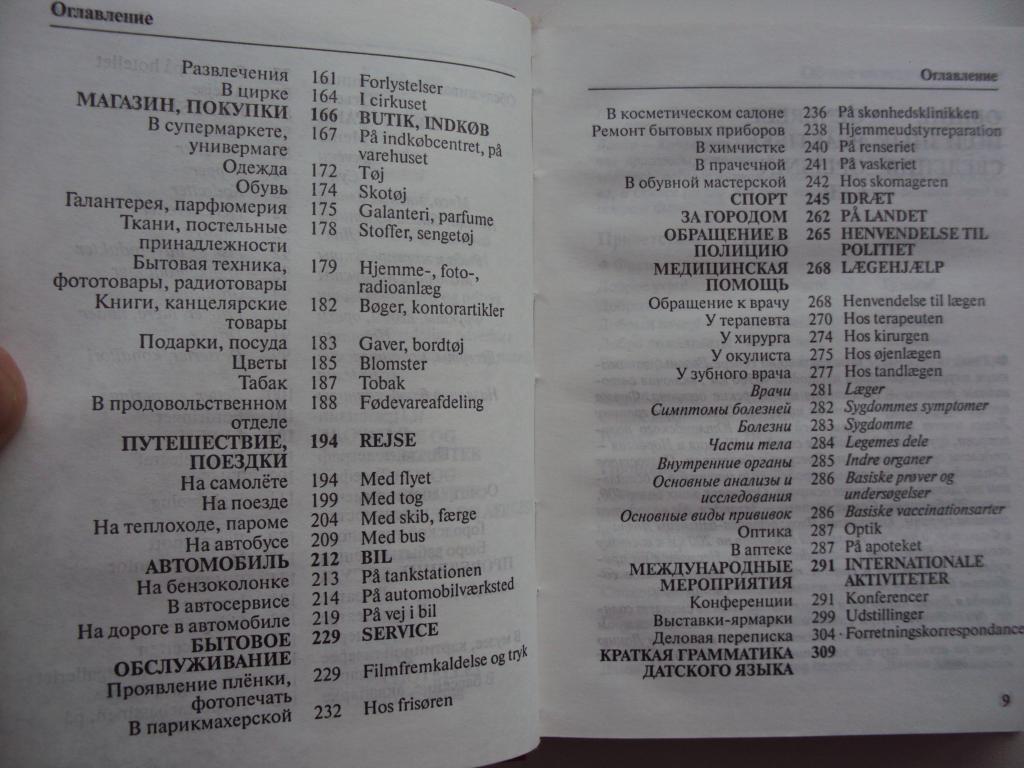 Оглавление
Развлечения 161 Forlystelser
В цирке 164 I cirkuset
МАГАЗИН, ПОКУПКИ 166 BUTIK, INDKØB
В супермаркете, 167 På indkøbcentret, på
универмаге varehuset
Одежда 172 Tøj
Обувь 174 Skotøj
Галантерея, парфюмерия 175 Galanteri, parfume
Ткани, постельные 178 Stoffer, sengetøj
принадлежности
Бытовая техника, 179 Hjemme-, foto-,
фототовары, радиотовары radioanlæg
Книги, канцелярские 182 Bøger, kontorartikler
товары
Подарки, посуда 183 Gaver, bordtøj
Цветы 185 Blomster
Табак 187 Tobak
В продовольственном 188 Fødevareafdeling
отделе
ПУТЕШЕСТВИЕ, 194 REJSE
ПОЕЗДКИ
На самолёте 194 Med flyet
На поезде 199 Med tog
На теплоходе, пароме 204 Med skib, færge
На автобусе 209 Med bus
АВТОМОБИЛЬ 212 BIL
На бензоколонке 213 På tankstationen
В автосервисе 214 På automobilværksted
На дороге в автомобиле 219 På vej i bil
БЫТОВОЕ 229 SERVICE
ОБСЛУЖИВАНИЕ
Проявление плёнки, 229 Filmfremkaldelse og tryk
фотопечать
В парикмахерской 232 Hos frisøren
Оглавление
В косметическом салоне 236 På skønhedsklinikken
Ремонт бытовых приборов 238 Hjemmeudstyrreparation
В химчистке 240 På renseriet
В прачечной 241 På vaskeriet
В обувной мастерской 242 Hos skomageren
СПОРТ 245 IDRÆT
ЗА ГОРОДОМ 262 PÅ LANDET
ОБРАЩЕНИЕ В 265 HENVENDELSE TIL
ПОЛИЦИЮ POLITIET
МЕДИЦИНСКАЯ 268 LÆGEHJÆLP
ПОМОЩЬ
Обращение к врачу 268 Henvendelse til lægen
У терапевта 270 Hos terapeuten
У хирурга 274 Hos kirurgen
У окулиста 275 Hos øjenlægen
У зубного врача 277 Hos tandlægen
Врачи 281 Læger
Симптомы болезней 282 Sygdommes symptomer
Болезни 283 Sygdomme
Части тела 284 Legemes dele
Внутренние органы 285 Indre organer
Основные анализы и 286 Basiske prøver og
исследования undersøgelser
Основные виды прививок 286 Basiske vaccinationsarter
Оптика 287 Optik
В аптеке 287 På apoteket
МЕЖДУНАРОДНЫЕ 291 INTERNATIONALE
МЕРОПРИЯТИЯ AKTIVITETER
Конференции 291 Konferencer
Выставки-ярмарки 299 Udstillinger
Деловая переписка 304 Forretningskorrespondance
КРАТКАЯ ГРАММАТИКА 309
ДАТСКОГО ЯЗЫКА
9